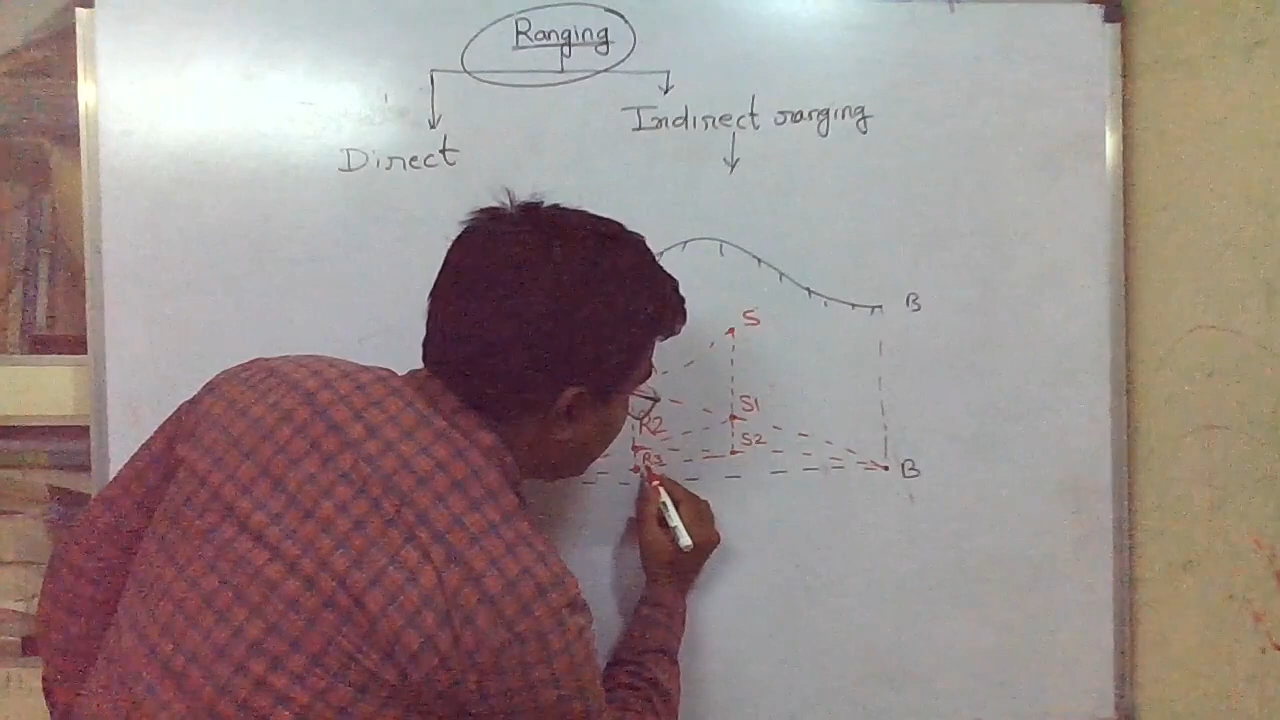 Ranging
Direct
Indirect ranging
B
S
S1
R2
S2
R3
B